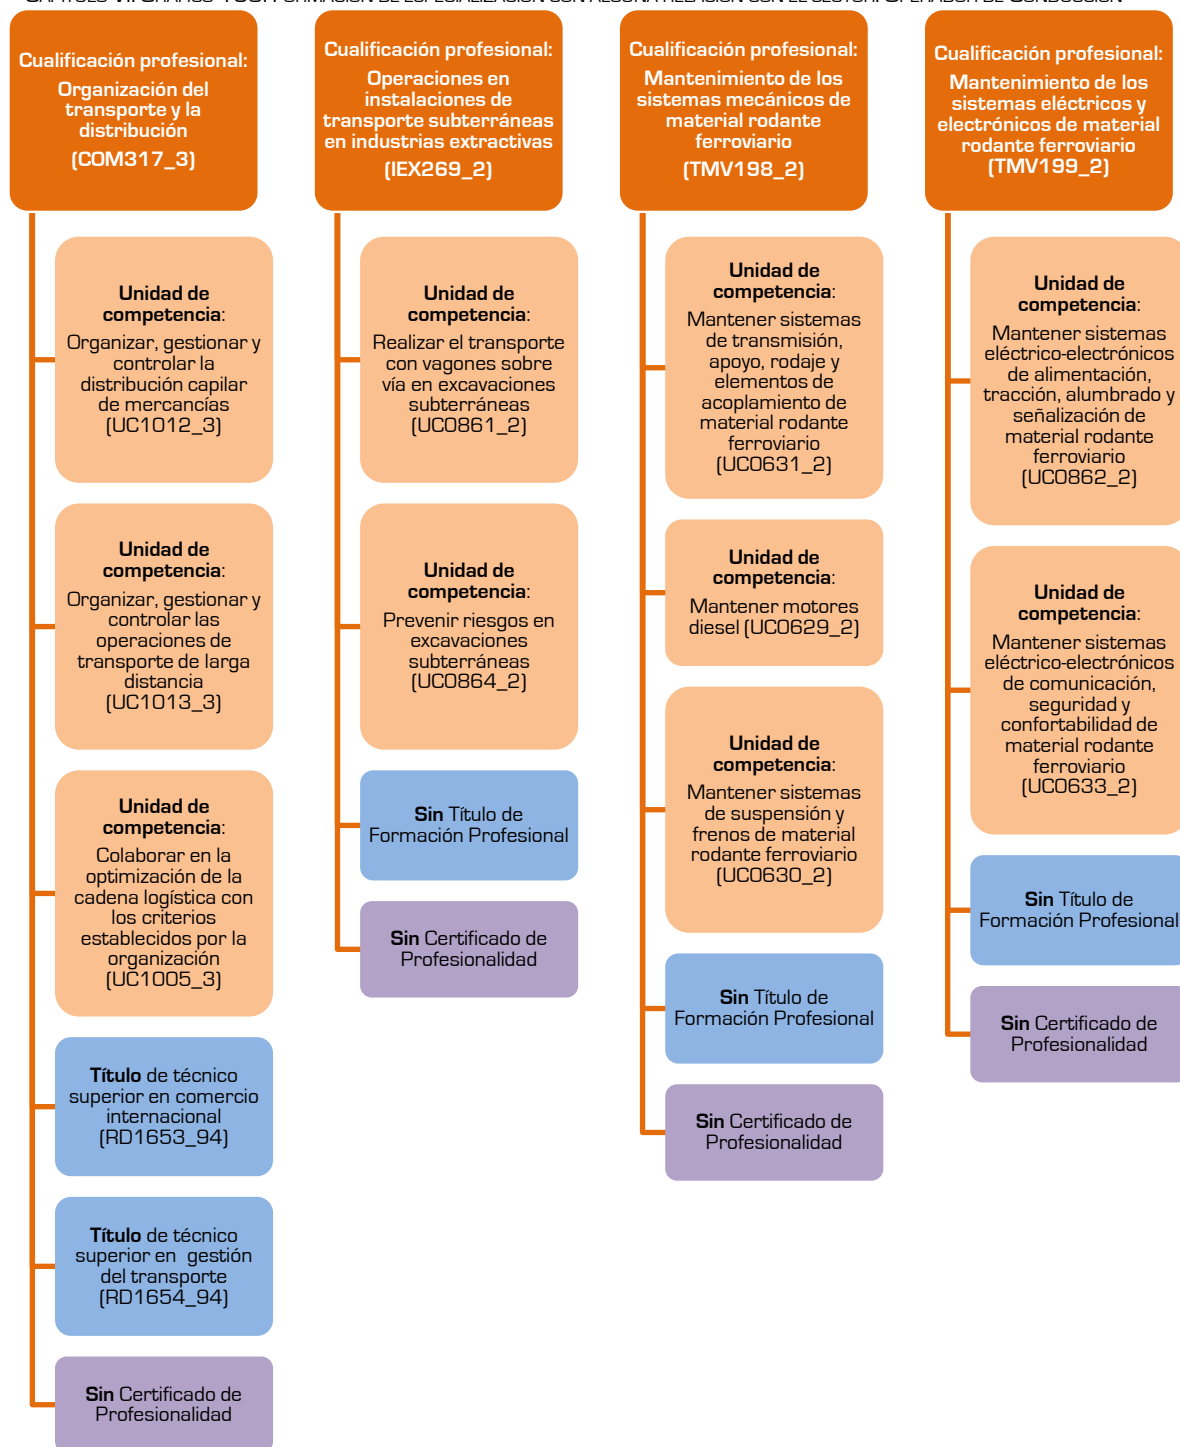 Cualificación profesional:
Organización del
transporte y la
distribución
(COM317_3)
Unidad de
competencia:
Organizar, gestionar y
controlar la
distribución capilar
de mercancías
(UC1012_3)
Unidad de
competencia:
Organizar, gestionar y
controlar las
operaciones de
transporte de larga
distancia
(UC1013_3)
Unidad de
competencia:
Colaborar en la
optimización de la
cadena logística con
los criterios
establecidos por la
organización
(UC1005_3)
Título de técnico
superior en comercio
internacional
(RD1653_94)
Título de técnico
superior en gestión
del transporte
(RD1654_94)
Sin Certificado de
Profesionalidad
Cualificación profesional:
Operaciones en
instalaciones de
transporte subterráneas
en industrias extractivas
(IEX269_2)
Unidad de
competencia:
Realizar el transporte
con vagones sobre
vía en excavaciones
subterráneas
(UC0861_2)
Unidad de
competencia:
Prevenir riesgos en
excavaciones
subterráneas
(UC0864_2)
Sin Título de
Formación Profesional
Sin Certificado de
Profesionalidad
Cualificación profesional:
Mantenimiento de los
sistemas mecánicos de
material rodante
ferroviario
(TMV198_2)
Unidad de
competencia:
Mantener sistemas
de transmisión,
apoyo, rodaje y
elementos de
acoplamiento de
material rodante
ferroviario
(UC0631_2)
Unidad de
competencia:
Mantener motores
diesel (UC0629_2)
Unidad de
competencia:
Mantener sistemas
de suspensión y
frenos de material
rodante ferroviario
(UC0630_2)
Sin Título de
Formación Profesional
Sin Certificado de
Profesionalidad
Cualificación profesional:
Mantenimiento de los
sistemas eléctricos y
electrónicos de material
rodante ferroviario
(TMV199_2)
Unidad de
competencia:
Mantener sistemas
eléctrico-electrónicos
de alimentación,
tracción, alumbrado y
señalización de
material rodante
ferroviario
(UC0862_2)
Unidad de
competencia:
Mantener sistemas
eléctrico-electrónicos
de comunicación,
seguridad y
confortabilidad de
material rodante
ferroviario
(UC0633_2)
Sin Título de
Formación Profesional
Sin Certificado de
Profesionalidad